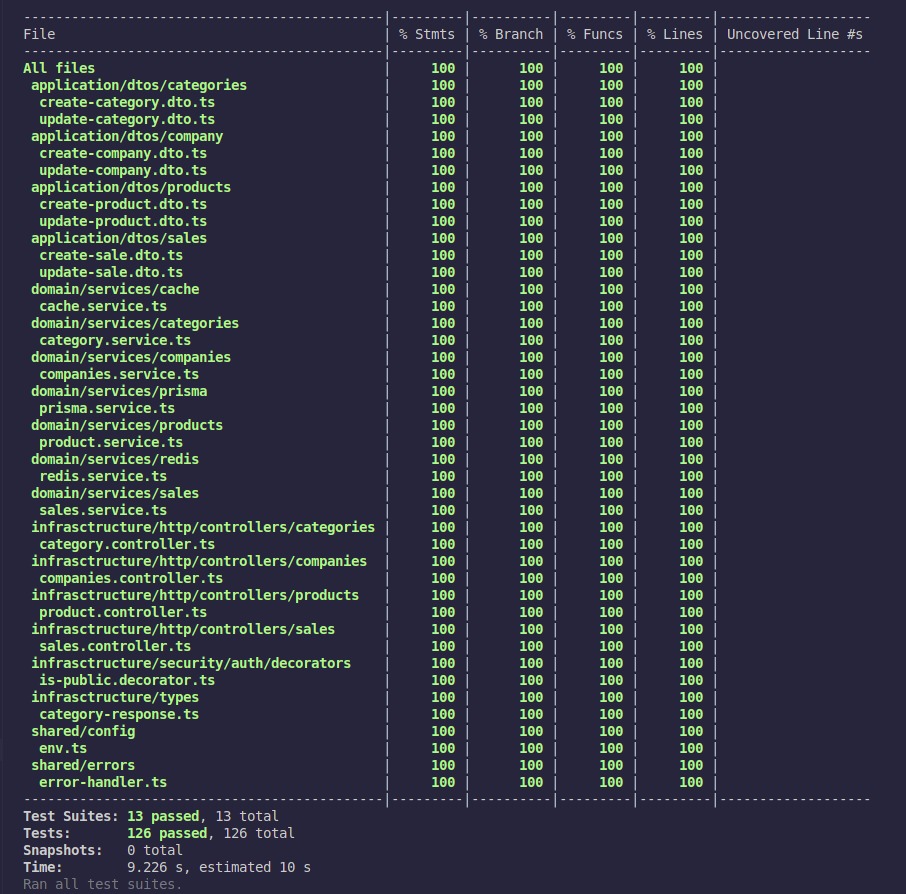 -----------------------------------------------|---------|----------|---------|---------|-------------------
File                                           | % Stmts | % Branch | % Funcs | % Lines | Uncovered Line #s
-----------------------------------------------|---------|----------|---------|---------|-------------------
All files                                      |     100 |      100 |     100 |     100 |
 application/dtos/categories                   |     100 |      100 |     100 |     100 |
  create-category.dto.ts                       |     100 |      100 |     100 |     100 |
  update-category.dto.ts                       |     100 |      100 |     100 |     100 |
 application/dtos/company                      |     100 |      100 |     100 |     100 |
  create-company.dto.ts                        |     100 |      100 |     100 |     100 |
  update-company.dto.ts                        |     100 |      100 |     100 |     100 |
 application/dtos/products                     |     100 |      100 |     100 |     100 |
  create-product.dto.ts                        |     100 |      100 |     100 |     100 |
  update-product.dto.ts                        |     100 |      100 |     100 |     100 |
 application/dtos/sales                        |     100 |      100 |     100 |     100 |
  create-sale.dto.ts                           |     100 |      100 |     100 |     100 |
  update-sale.dto.ts                           |     100 |      100 |     100 |     100 |
 domain/services/cache                         |     100 |      100 |     100 |     100 |
  cache.service.ts                             |     100 |      100 |     100 |     100 |
 domain/services/categories                    |     100 |      100 |     100 |     100 |
  category.service.ts                          |     100 |      100 |     100 |     100 |
 domain/services/companies                     |     100 |      100 |     100 |     100 |
  companies.service.ts                         |     100 |      100 |     100 |     100 |
 domain/services/prisma                        |     100 |      100 |     100 |     100 |
  prisma.service.ts                            |     100 |      100 |     100 |     100 |
 domain/services/products                      |     100 |      100 |     100 |     100 |
  product.service.ts                           |     100 |      100 |     100 |     100 |
 domain/services/redis                         |     100 |      100 |     100 |     100 |
  redis.service.ts                             |     100 |      100 |     100 |     100 |
 domain/services/sales                         |     100 |      100 |     100 |     100 |
  sales.service.ts                             |     100 |      100 |     100 |     100 |
 infrasctructure/http/controllers/categories   |     100 |      100 |     100 |     100 |
  category.controller.ts                       |     100 |      100 |     100 |     100 |
 infrasctructure/http/controllers/companies    |     100 |      100 |     100 |     100 |
  companies.controller.ts                      |     100 |      100 |     100 |     100 |
 infrasctructure/http/controllers/products     |     100 |      100 |     100 |     100 |
  product.controller.ts                        |     100 |      100 |     100 |     100 |
 infrasctructure/http/controllers/sales        |     100 |      100 |     100 |     100 |
  sales.controller.ts                          |     100 |      100 |     100 |     100 |
 infrasctructure/security/auth/decorators      |     100 |      100 |     100 |     100 |
  is-public.decorator.ts                       |     100 |      100 |     100 |     100 |
 infrasctructure/types                         |     100 |      100 |     100 |     100 |
  category-response.ts                         |     100 |      100 |     100 |     100 |
 shared/config                                 |     100 |      100 |     100 |     100 |
  env.ts                                       |     100 |      100 |     100 |     100 |
 shared/errors                                 |     100 |      100 |     100 |     100 |
  error-handler.ts                             |     100 |      100 |     100 |     100 |
-----------------------------------------------|---------|----------|---------|---------|-------------------
Test Suites: 13 passed, 13 total
Tests:       126 passed, 126 total
Snapshots:   0 total
Time:        9.226 s, estimated 10 s
Ran all test suites.